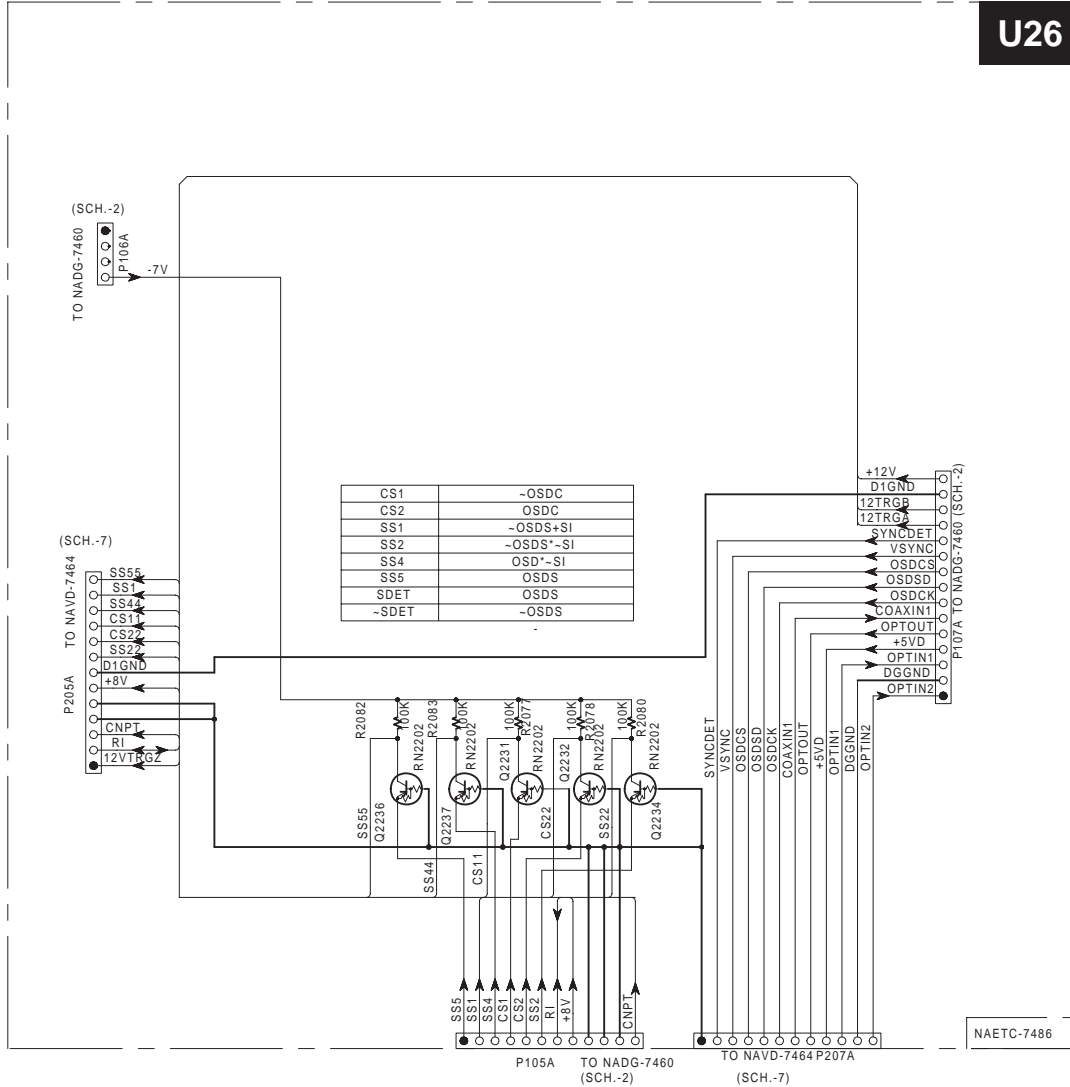 U26
(SCH.-2)
TO NADG-7460
P106A
-7V
CS1 ~OSDC
CS2 OSDC
SS1 ~OSDS+SI
SS2 ~OSDS*~SI
SS4 OSD*~SI
SS5 OSDS
SDET OSDS
~SDET ~OSDS
-
(SCH.-7)
TO NAVD-7464
P205A
SS55
SS1
SS44
CS11
CS22
SS22
D1GND
+8V
CNPT
RI
12VTRGZ
+12V
D1GND
12TRGB
12TRGA
SYNCDET
VSYNC
OSDCS
OSDSD
OSDCK
COAXIN1
OPTOUT
+5VD
OPTIN1
DGGND
OPTIN2
P107A TO NADG-7460 (SCH.-2)
R2082
100K
R2083
100K
R2077
100K
R2078
100K
R2080
100K
RN2202
RN2202
RN2202
RN2202
RN2202
Q2236
Q2237
Q2231
Q2232
Q2234
SS55
SS44
CS11
CS22
SS22
SYNCDET
VSYNC
OSDCS
OSDSD
OSDCK
COAXIN1
OPTOUT
+5VD
OPTIN1
DGGND
OPTIN2
SS5
SS1
SS4
CS1
CS2
SS2
RI
+8V
CNPT
P105A TO NADG-7460
(SCH.-2)
TO NAVD-7464 P207A
(SCH.-7)
NAETC-7486